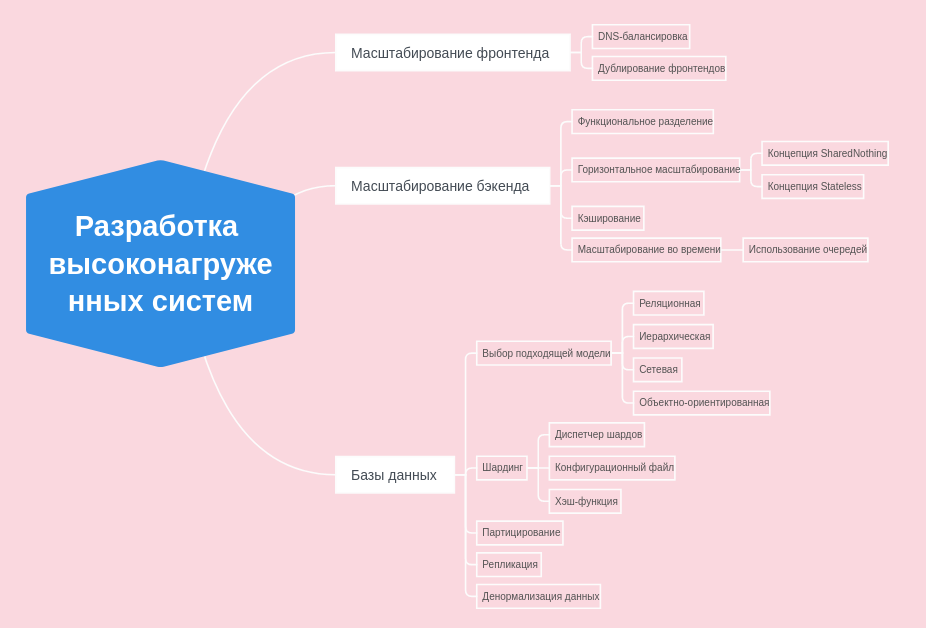 Разработка
высоконагруже
нных систем
Масштабирование фронтенда
DNS-балансировка
Дублирование фронтендов
Масштабирование бэкенда
Функциональное разделение
Горизонтальное масштабирование
Концепция SharedNothing
Концепция Stateless
Кэширование
Масштабирование во времени
Использование очередей
Базы данных
Выбор подходящей модели
Реляционная
Иерархическая
Сетевая
Объектно-ориентированная
Шардинг
Диспетчер шардов
Конфигурационный файл
Хэш-функция
Партицирование
Репликация
Денормализация данных